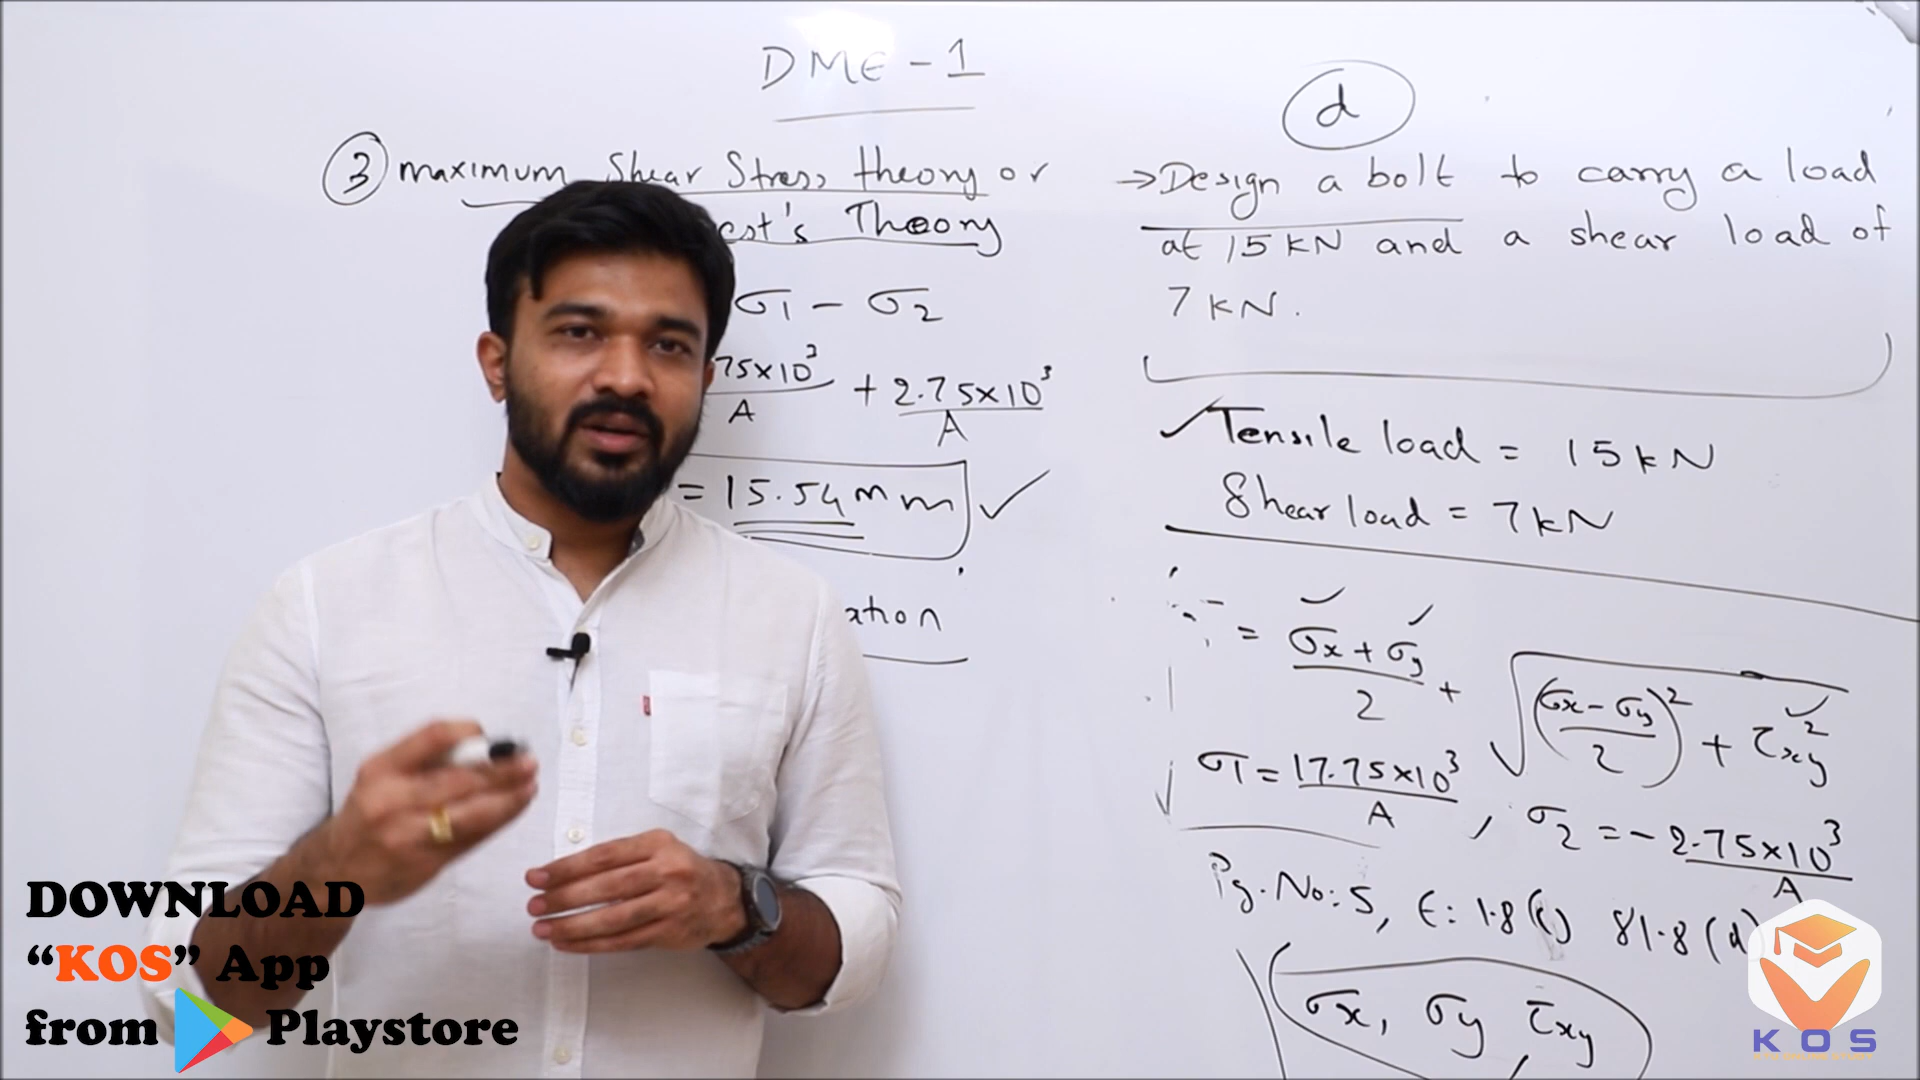 DME - 1
③ maximum Shear Stress theory or
est's Theory
σ1 - σ2
75x10³ / A + 2.75x10³ / A
= 15.54 mm ✓
ation
d
→ Design a bolt to carry a load
at 15 kN and a shear load of
7 kN.
✓Tensile load = 15 kN
Shear load = 7 kN
= (σx + σy) / 2 + √(((σx - σy) / 2)² + τxy²)
σ1 = 17.75x10³ / A , σ2 = - 2.75x10³ / A
Pg. No: 5, E: 1.8 (c) 81.8 (d)
σx, σy τxy
DOWNLOAD
“KOS” App
from Playstore
KOS